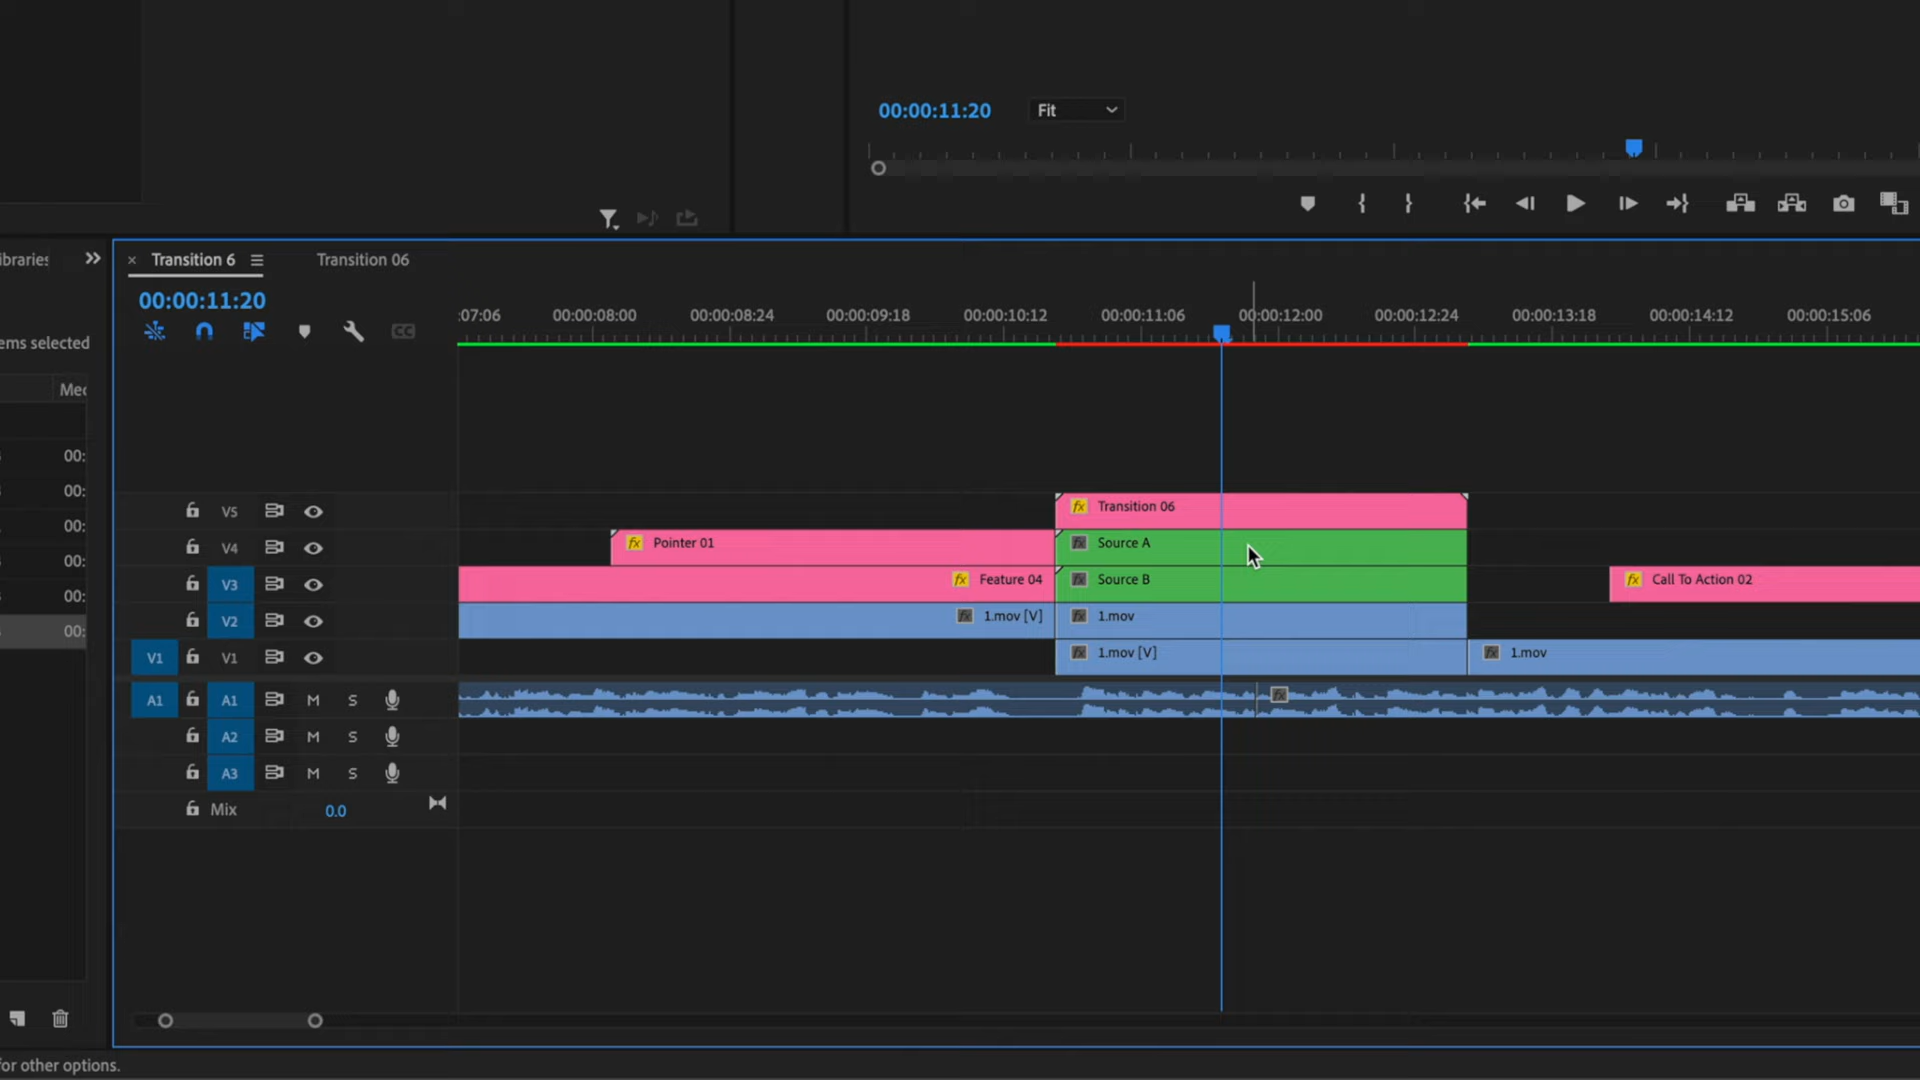 00:00:11:20
Fit
ibraries
Transition 6
Transition 06
00:00:11:20
:07:06
00:00:08:00
00:00:08:24
00:00:09:18
00:00:10:12
00:00:11:06
00:00:12:00
00:00:12:24
00:00:13:18
00:00:14:12
00:00:15:06
CC
ems selected
Mec
00:
00:
00:
00:
00:
00:
V5
Transition 06
V4
Pointer 01
Source A
V3
Feature 04
Source B
Call To Action 02
V2
1.mov [V]
1.mov
V1
V1
1.mov [V]
1.mov
A1
A1
M
S
A2
M
S
A3
M
S
Mix
0.0
for other options.